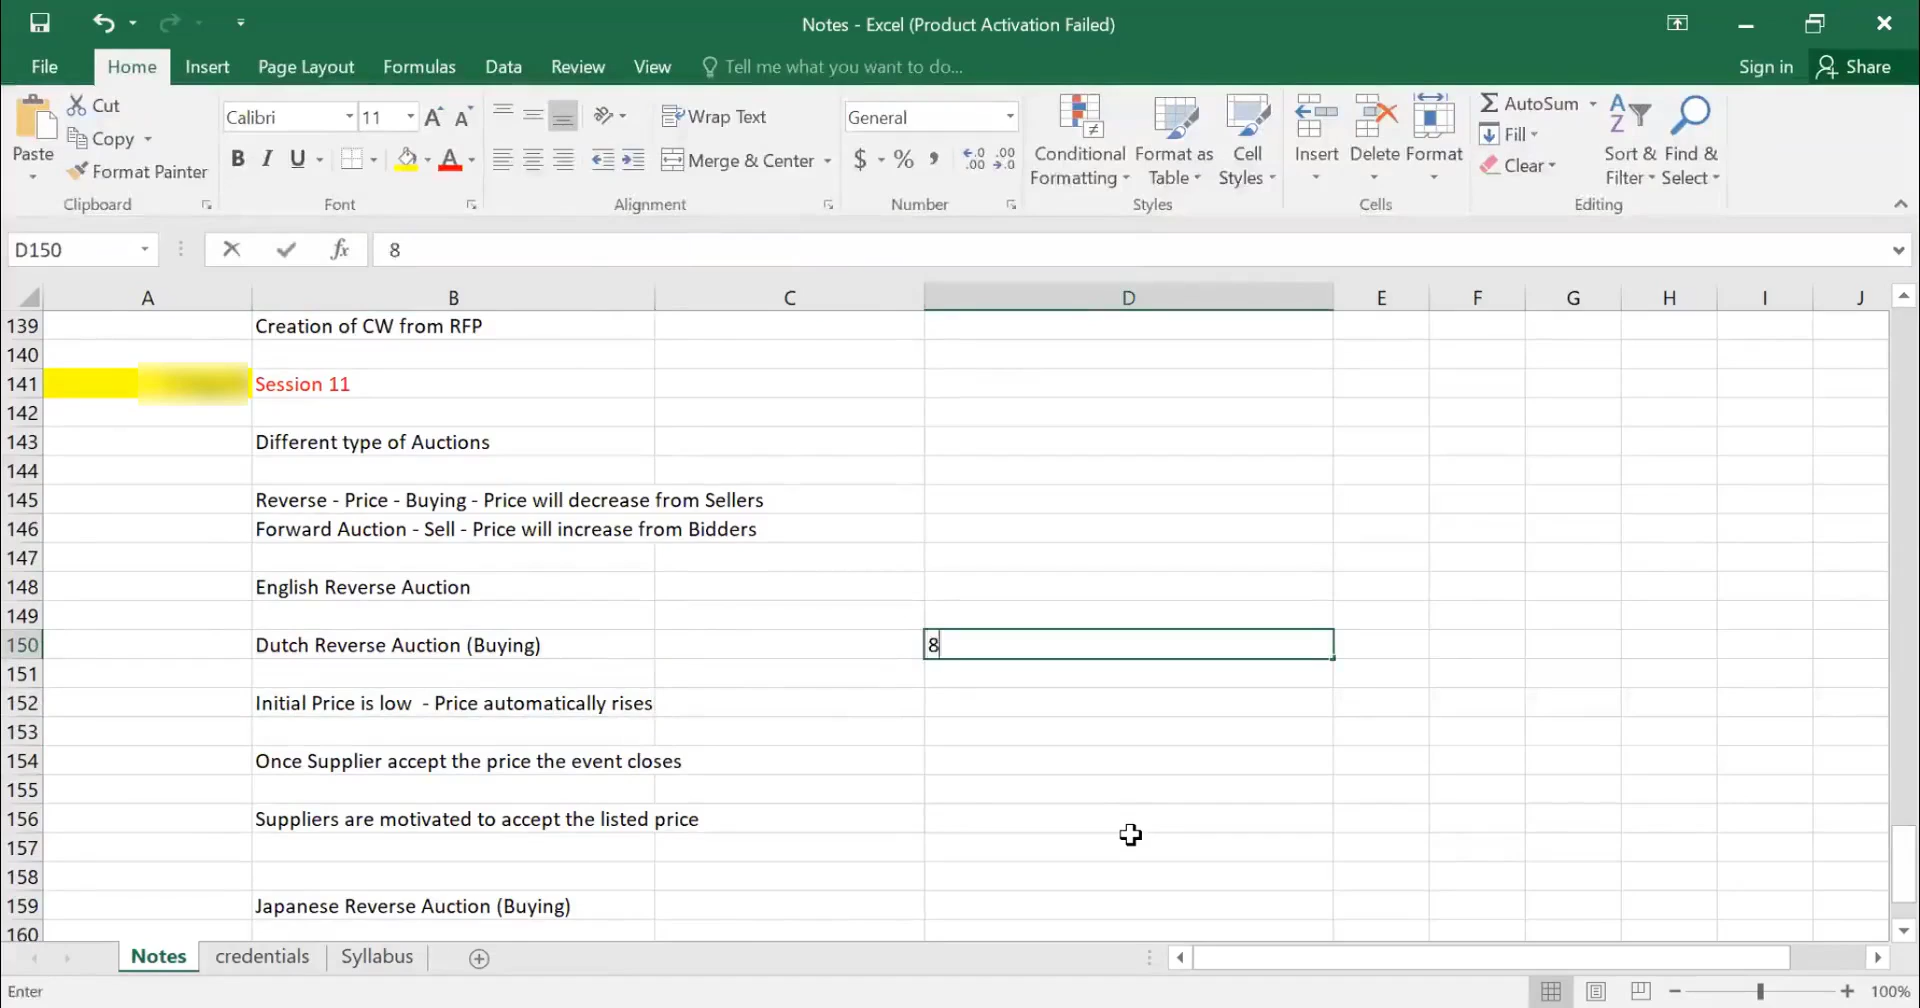 Notes - Excel (Product Activation Failed)
File Home Insert Page Layout Formulas Data Review View Tell me what you want to do... Sign in Share
Paste
Cut
Copy
Format Painter
Clipboard
Calibri 11
B I U
Font
Wrap Text
Merge & Center
Alignment
General
$ % ,
Number
Conditional Formatting
Format as Table
Cell Styles
Styles
Insert Delete Format
Cells
AutoSum
Fill
Clear
Sort & Filter
Find & Select
Editing
D150 fx 8
A B C D E F G H I J
139 Creation of CW from RFP
140
141 Session 11
142
143 Different type of Auctions
144
145 Reverse - Price - Buying - Price will decrease from Sellers
146 Forward Auction - Sell - Price will increase from Bidders
147
148 English Reverse Auction
149
150 Dutch Reverse Auction (Buying) 8
151
152 Initial Price is low  - Price automatically rises
153
154 Once Supplier accept the price the event closes
155
156 Suppliers are motivated to accept the listed price
157
158
159 Japanese Reverse Auction (Buying)
160
Notes credentials Syllabus
Enter 100%